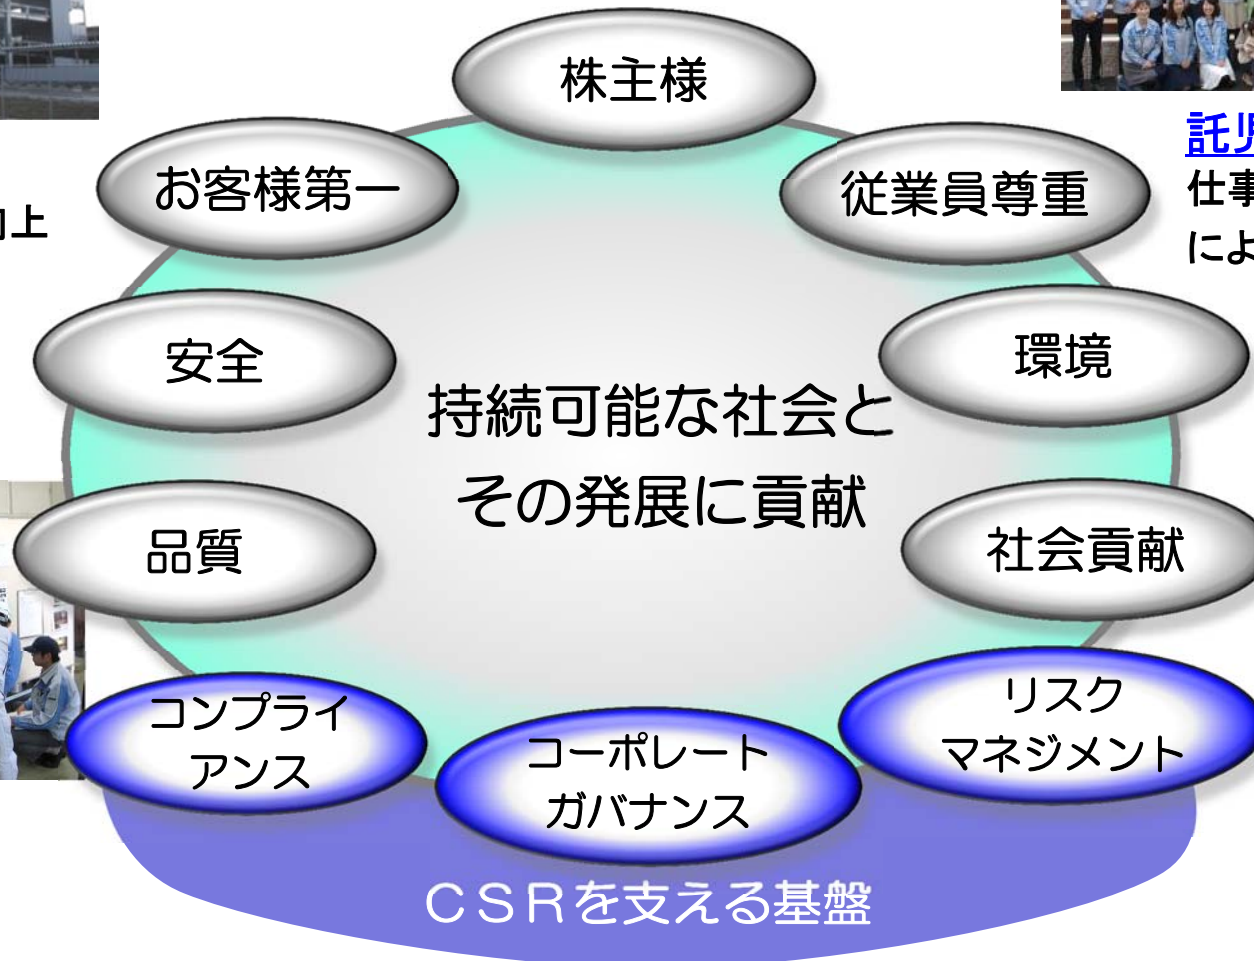 株主様
お客様第一
従業員尊重
託児
仕事
によ
向上
安全
環境
持続可能な社会と
その発展に貢献
品質
社会貢献
コンプライ
アンス
コーポレート
ガバナンス
リスク
マネジメント
CSRを支える基盤